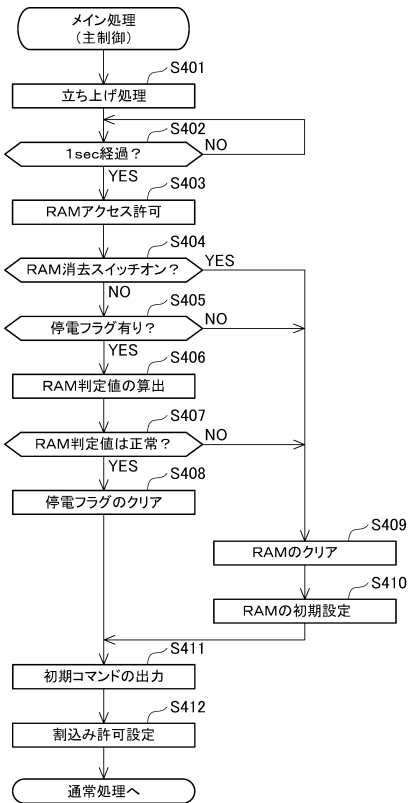 メイン処理
(主制御)
S401
立ち上げ処理
S402
1sec経過？
NO
YES
S403
RAMアクセス許可
S404
RAM消去スイッチオン？
YES
NO
S405
停電フラグ有り？
NO
YES
S406
RAM判定値の算出
S407
RAM判定値は正常？
NO
YES
S408
停電フラグのクリア
S409
RAMのクリア
S410
RAMの初期設定
S411
初期コマンドの出力
S412
割込み許可設定
通常処理へ